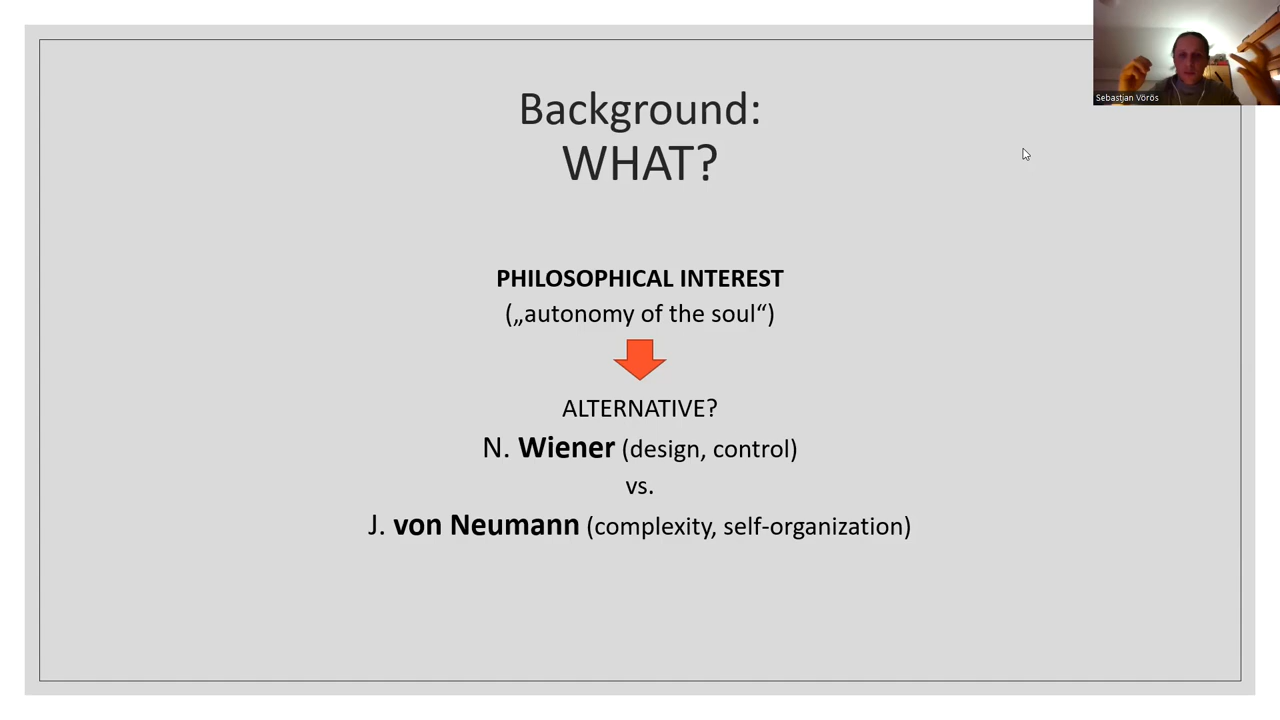 Sebastjan Vörös
Background:
WHAT?
PHILOSOPHICAL INTEREST
(„autonomy of the soul“)
ALTERNATIVE?
N. Wiener (design, control)
vs.
J. von Neumann (complexity, self-organization)